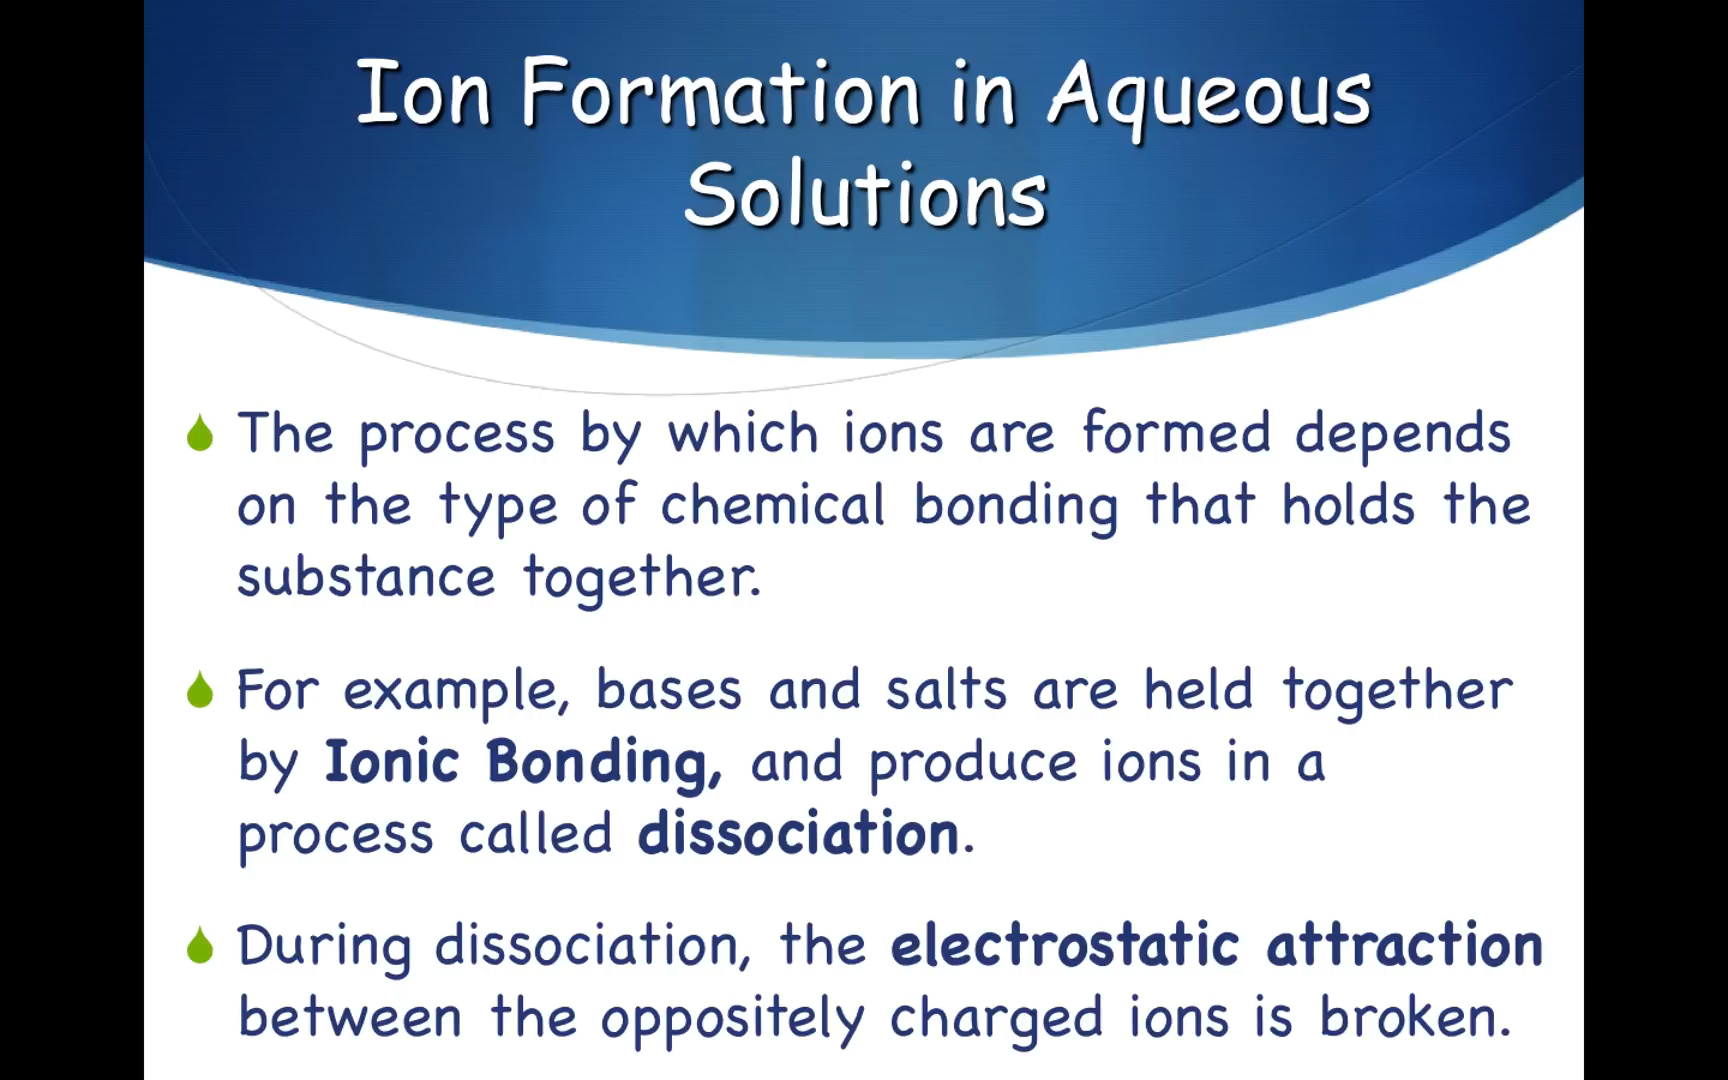 Ion Formation in Aqueous
Solutions
The process by which ions are formed depends
on the type of chemical bonding that holds the
substance together.
For example, bases and salts are held together
by Ionic Bonding, and produce ions in a
process called dissociation.
During dissociation, the electrostatic attraction
between the oppositely charged ions is broken.